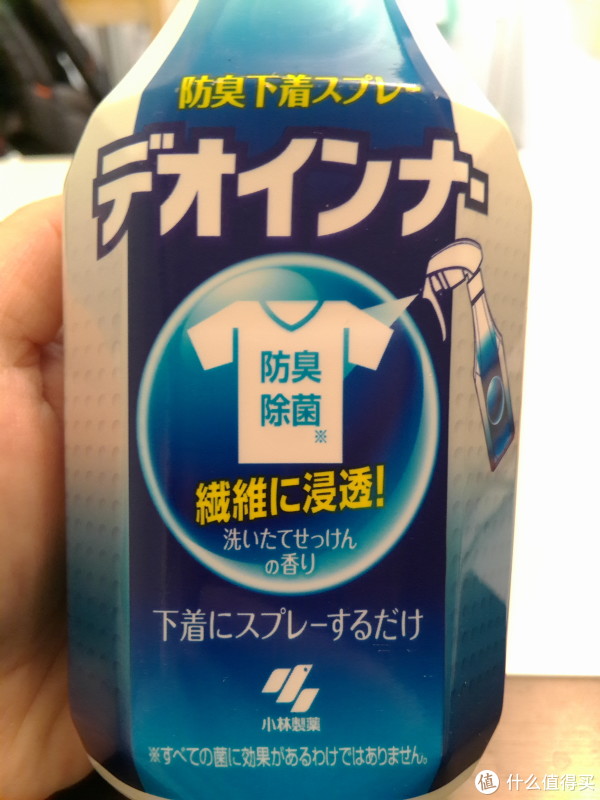 防臭下着スプレー
デオインナー
防臭
除菌
※
繊維に浸透!
洗いたてせっけん
の香り
下着にスプレーするだけ
小林製薬
※すべての菌に効果があるわけではありません。
值 什么值得买